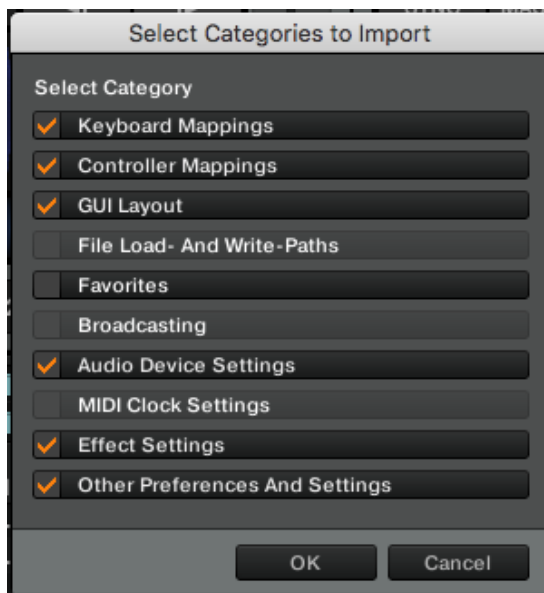 Select Categories to Import
Select Category
Keyboard Mappings
Controller Mappings
GUI Layout
File Load- And Write-Paths
Favorites
Broadcasting
Audio Device Settings
MIDI Clock Settings
Effect Settings
Other Preferences And Settings
OK
Cancel